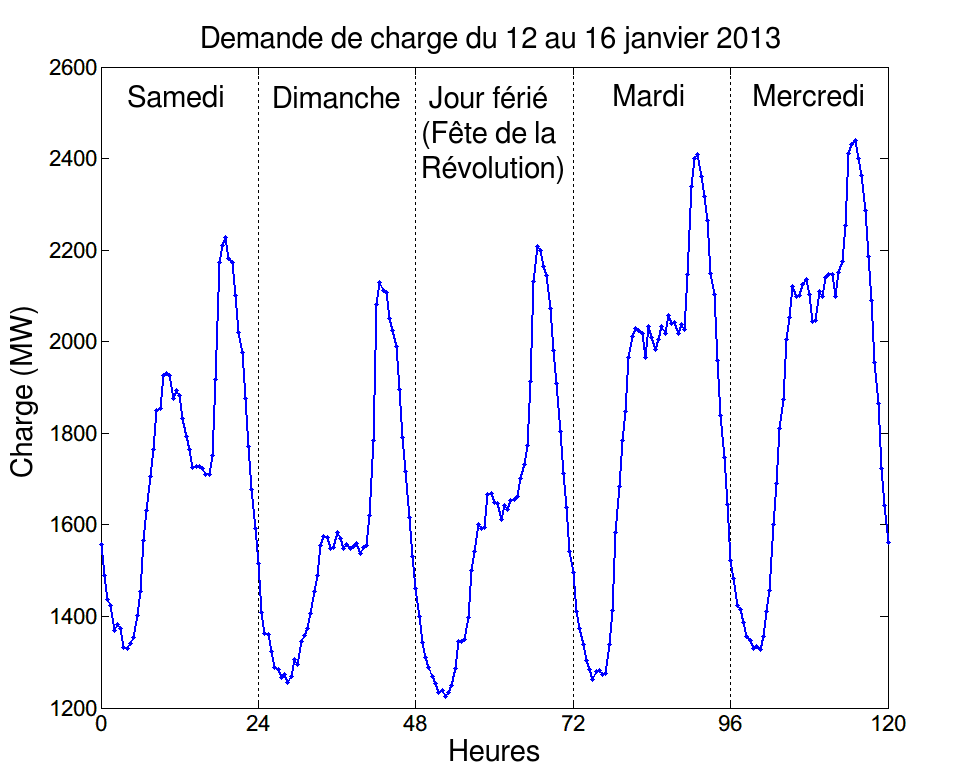 Demande de charge du 12 au 16 janvier 2013
2600
2400
2200
2000
1800
1600
1400
1200
Charge (MW)
Samedi
Dimanche
Jour férié
(Fête de la
Révolution)
Mardi
Mercredi
0
24
48
72
96
120
Heures